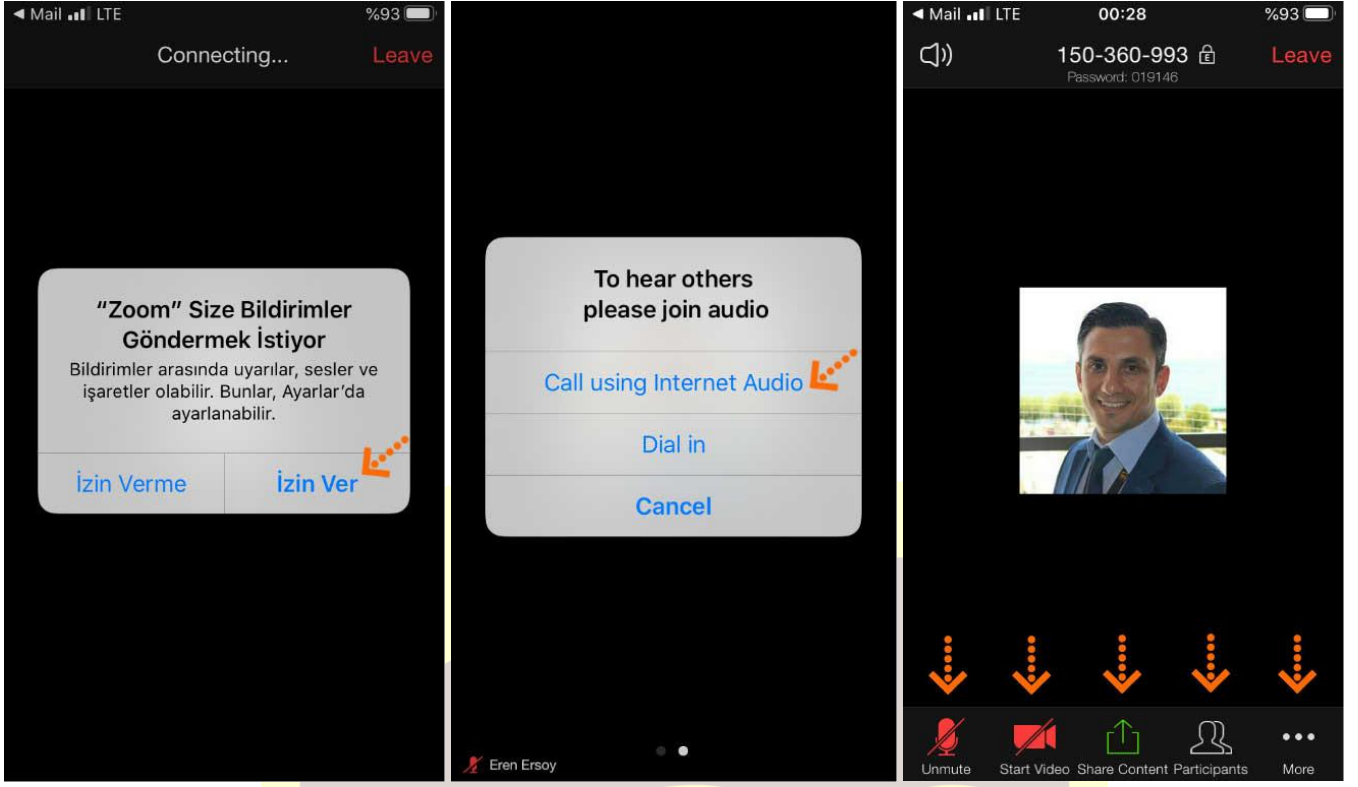 ◀ Mail LTE %93
Connecting... Leave
“Zoom” Size Bildirimler
Göndermek İstiyor
Bildirimler arasında uyarılar, sesler ve
işaretler olabilir. Bunlar, Ayarlar’da
ayarlanabilir.
İzin Verme İzin Ver
To hear others
please join audio
Call using Internet Audio
Dial in
Cancel
Eren Ersoy
◀ Mail LTE 00:28 %93
150-360-993 E Leave
Password: 019146
Unmute Start Video Share Content Participants More